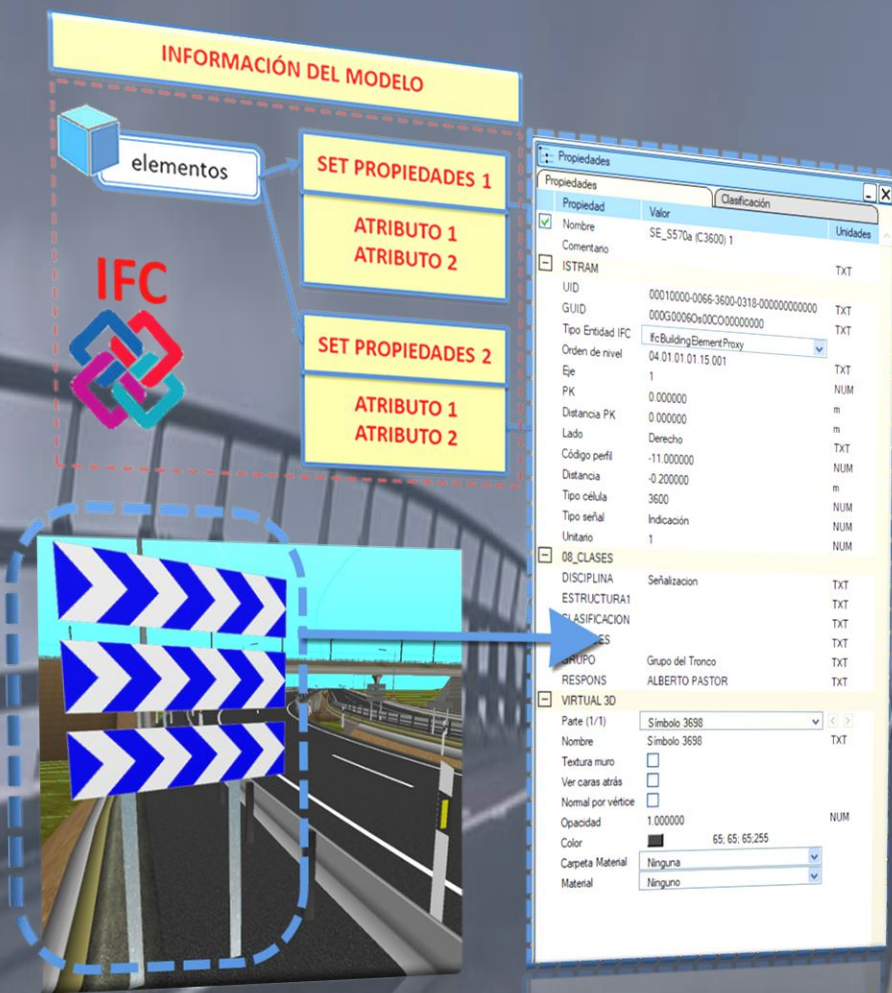 INFORMACIÓN DEL MODELO
elementos
SET PROPIEDADES 1
ATRIBUTO 1
ATRIBUTO 2
IFC
SET PROPIEDADES 2
ATRIBUTO 1
ATRIBUTO 2
Propiedades
Propiedades Clasificación
Propiedad Valor Unidades
Nombre SE_S570a (C3600) 1
Comentario TXT
ISTRAM
UID 00010000-0066-3600-0318-000000000000 TXT
GUID 000G0006Os00CO00000000 TXT
Tipo Entidad IFC IfcBuildingElementProxy
Orden de nivel 04.01.01.01.15.001 TXT
Eje 1 NUM
PK 0.000000 m
Distancia PK 0.000000 m
Lado Derecho TXT
Código perfil -11.000000 NUM
Distancia -0.200000 m
Tipo célula 3600 NUM
Tipo señal Indicación NUM
Unitario 1 NUM
08_CLASES
DISCIPLINA Señalizacion TXT
ESTRUCTURA1 TXT
CLASIFICACION TXT
TXT
GRUPO Grupo del Tronco TXT
RESPONS ALBERTO PASTOR TXT
VIRTUAL 3D
Parte (1/1) Símbolo 3698
Nombre Símbolo 3698 TXT
Textura muro
Ver caras atrás
Normal por vértice
Opacidad 1.000000 NUM
Color 65; 65; 65;255
Carpeta Material Ninguna
Material Ninguno